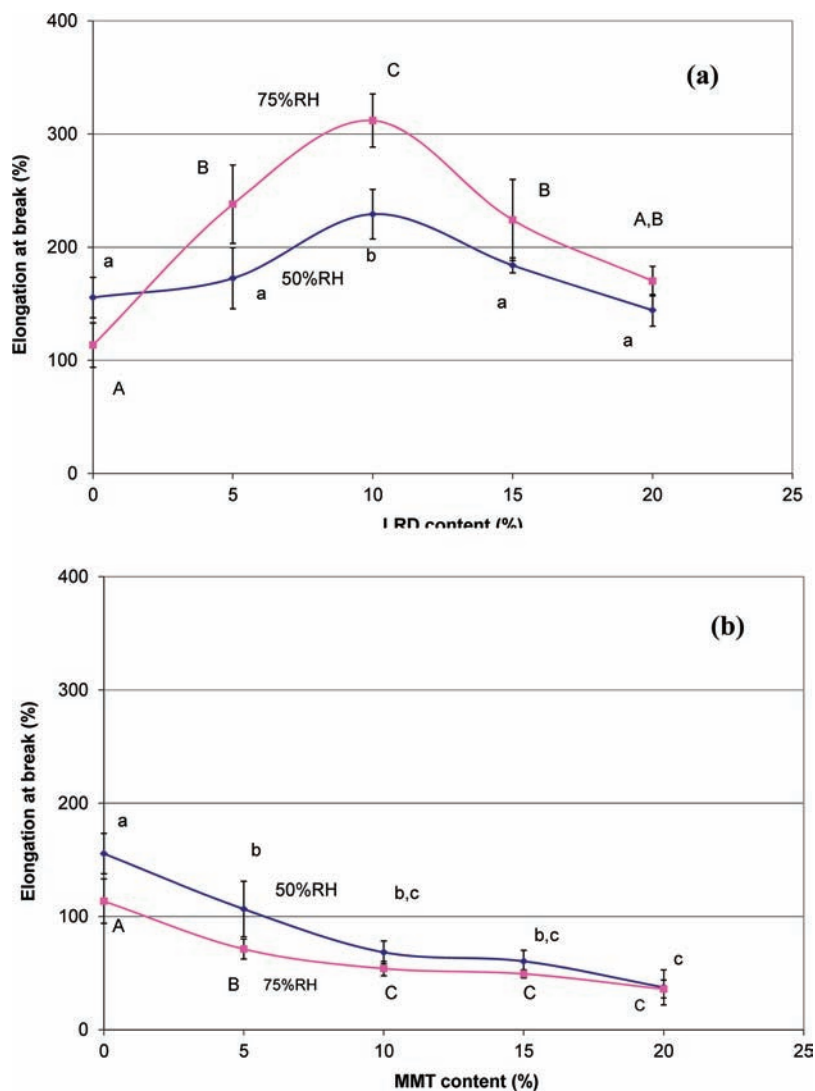 400
(a)
C
75%RH
300
B
B
A,B
200
a
b
50%RH
a
a
a
100
A
0
0 5 10 15 20 25
Elongation at break (%)
LRD content (%)
400
(b)
300
200
a
b
50%RH
b,c
b,c
100
A
c
B
75%RH
C
C
C
0
0 5 10 15 20 25
Elongation at break (%)
MMT content (%)